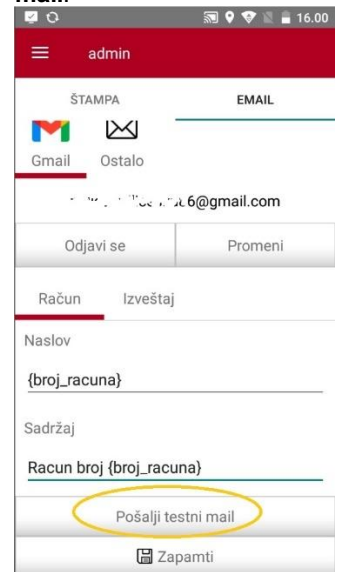 16.00
admin
ŠTAMPA EMAIL
Gmail Ostalo
6@gmail.com
Odjavi se Promeni
Račun Izveštaj
Naslov
{broj_racuna}
Sadržaj
Racun broj {broj_racuna}
Pošalji testni mail
Zapamti